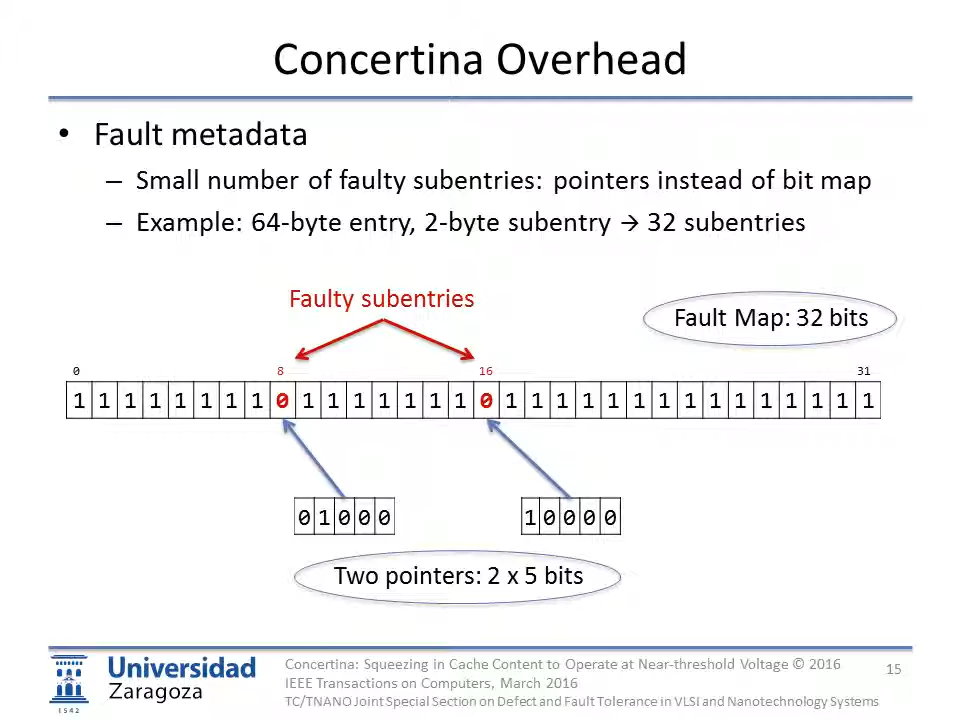 Concertina Overhead
• Fault metadata
– Small number of faulty subentries: pointers instead of bit map
– Example: 64-byte entry, 2-byte subentry → 32 subentries
Faulty subentries
Fault Map: 32 bits
0 8 16 31
1 1 1 1 1 1 1 1 0 1 1 1 1 1 1 1 0 1 1 1 1 1 1 1 1 1 1 1 1 1 1 1
0 1 0 0 0 1 0 0 0 0
Two pointers: 2 x 5 bits
Universidad
Zaragoza
1542
Concertina: Squeezing in Cache Content to Operate at Near-threshold Voltage © 2016
IEEE Transactions on Computers, March 2016
TC/TNANO Joint Special Section on Defect and Fault Tolerance in VLSI and Nanotechnology Systems
15